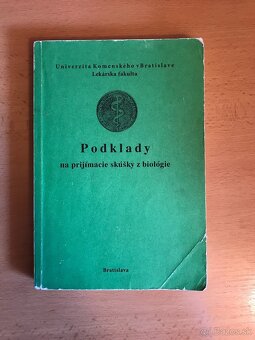 Univerzita Komenského v Bratislave
Lekárska fakulta
Podklady
na prijímacie skúšky z biológie
Bratislava